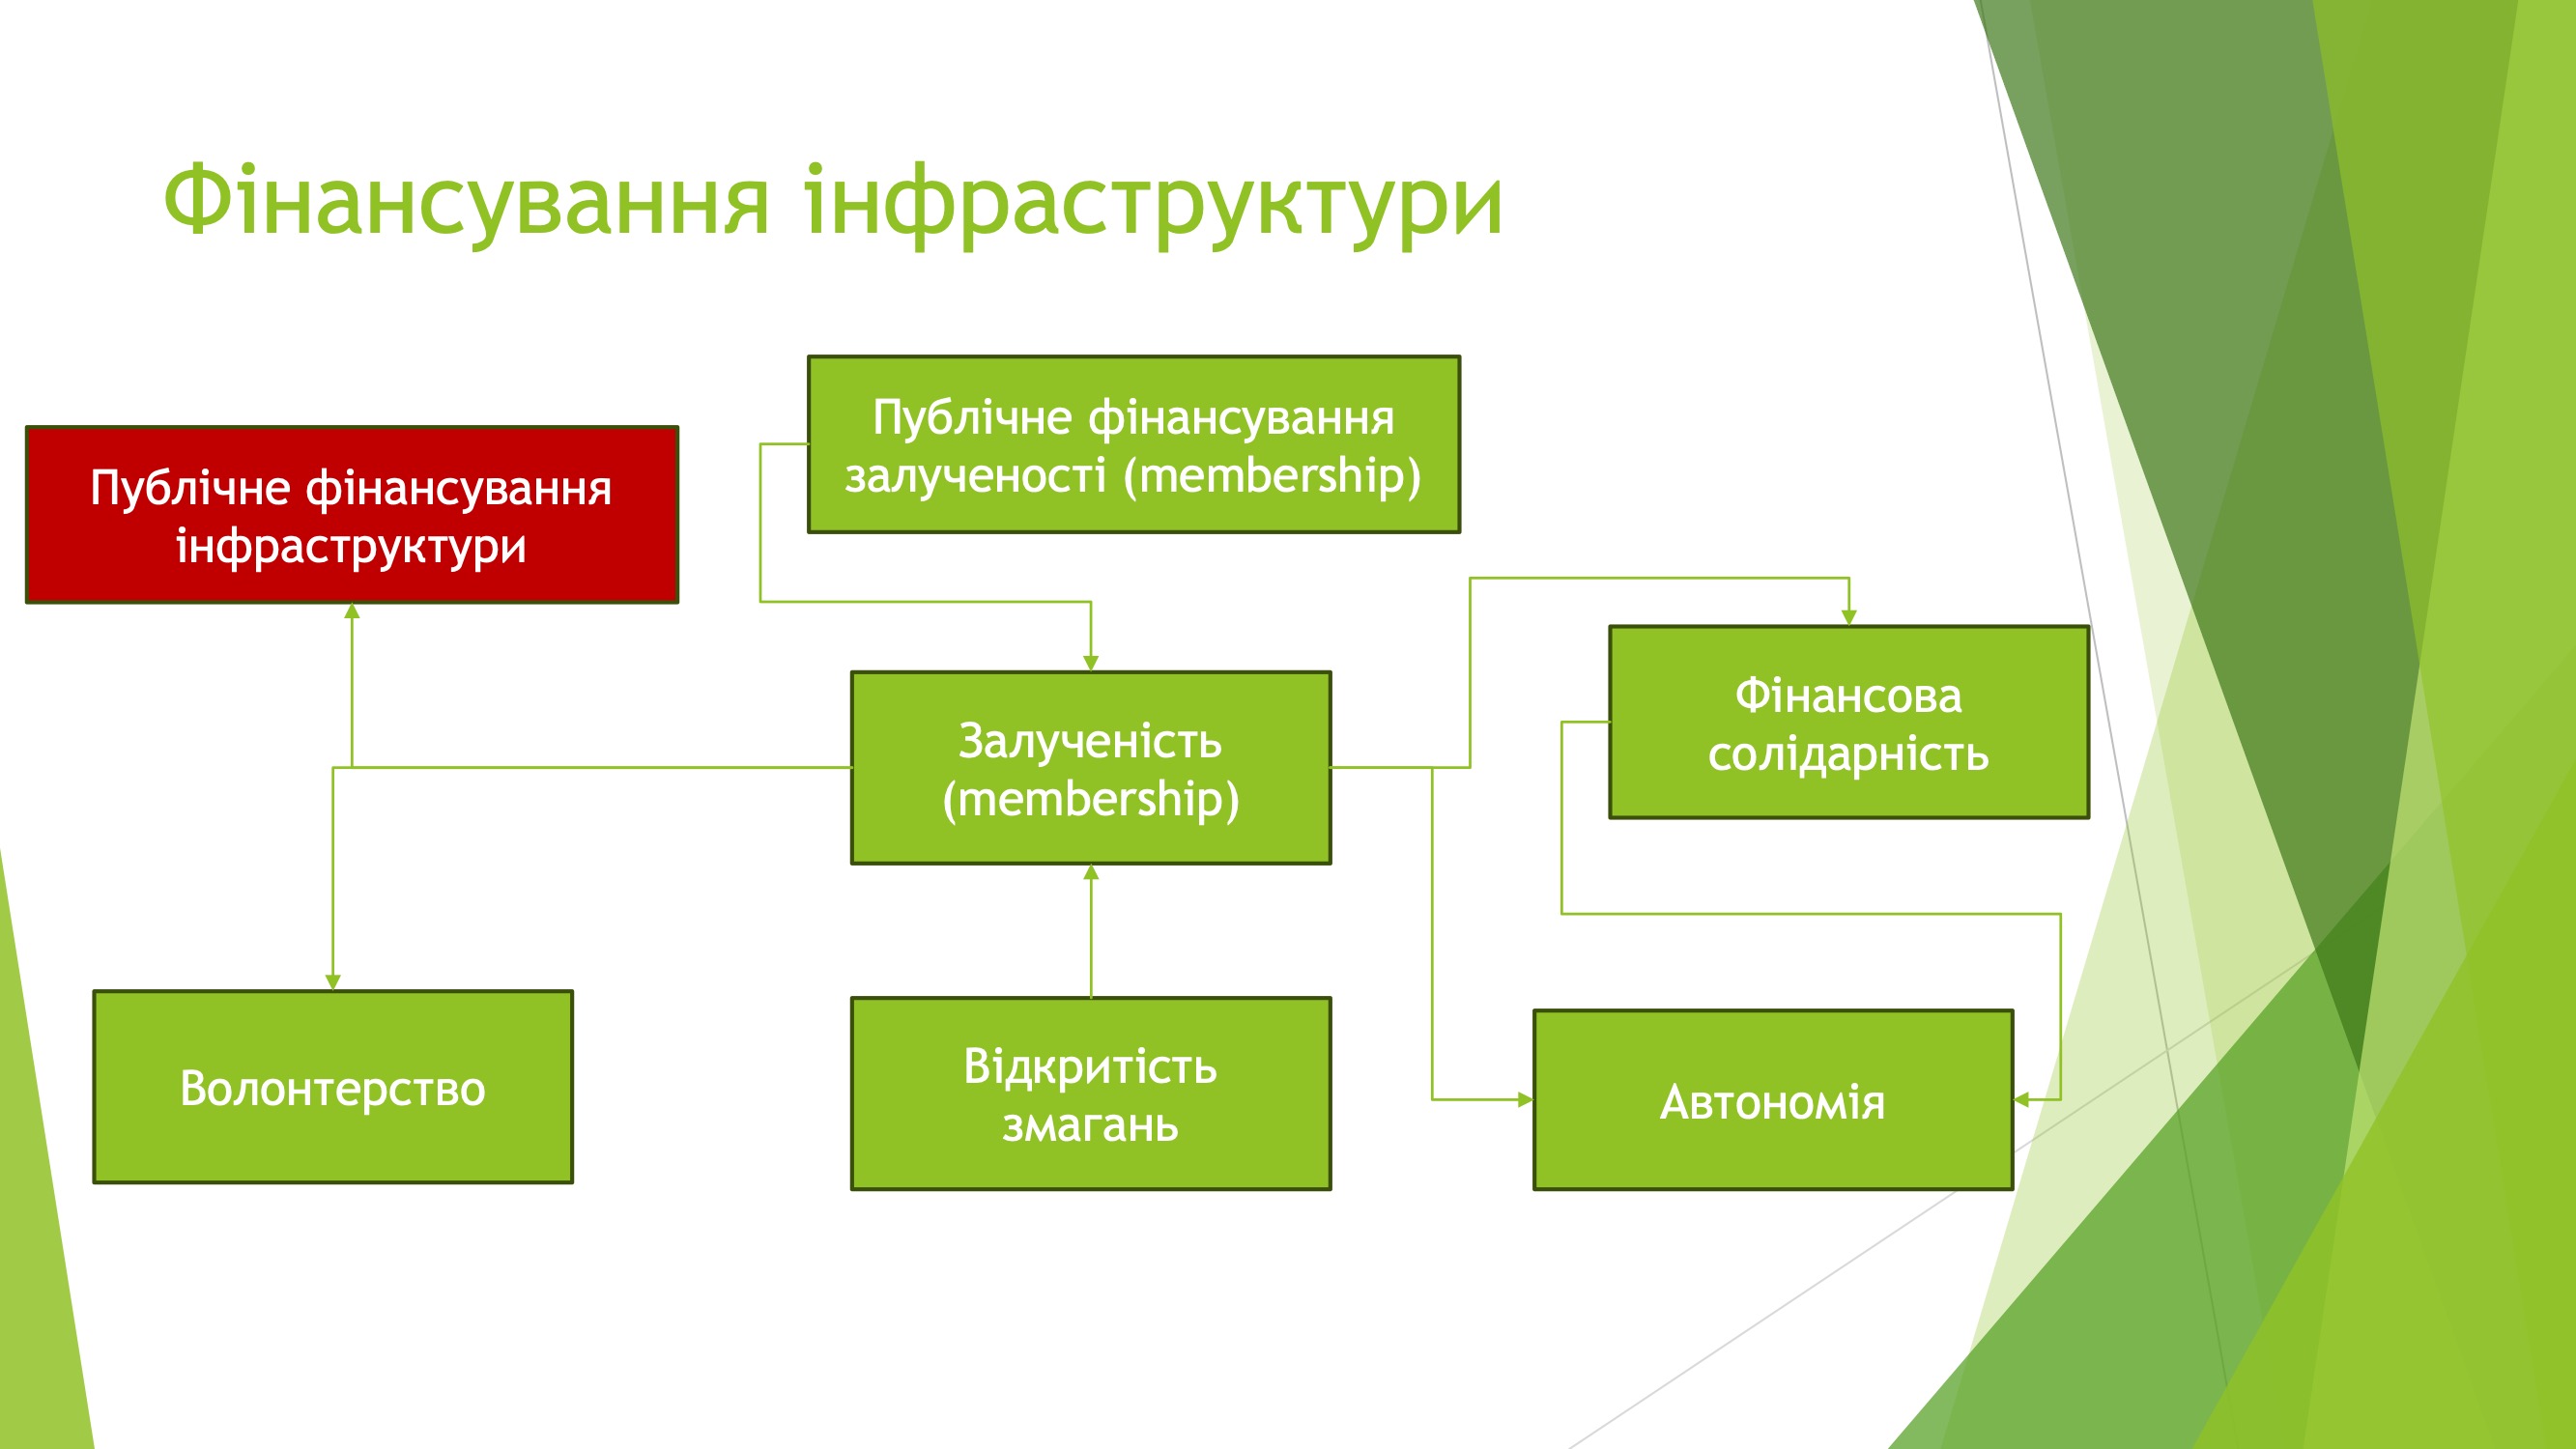 Фінансування інфраструктури
Публічне фінансування
залученості (membership)
Публічне фінансування
інфраструктури
Фінансова
солідарність
Залученість
(membership)
Волонтерство
Відкритість
змагань
Автономія